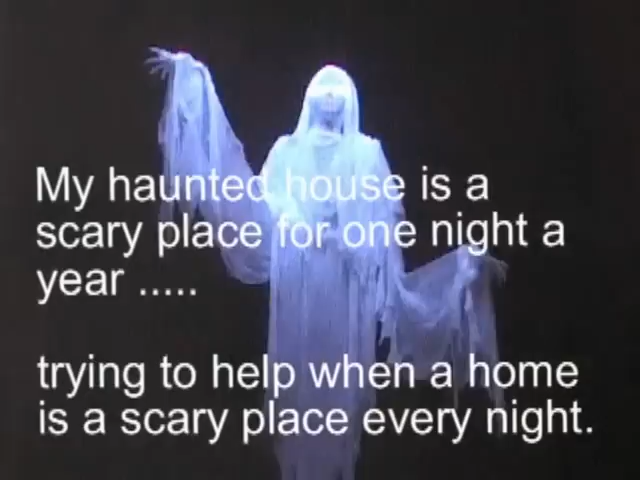 My haunted house is a
scary place for one night a
year .....
trying to help when a home
is a scary place every night.